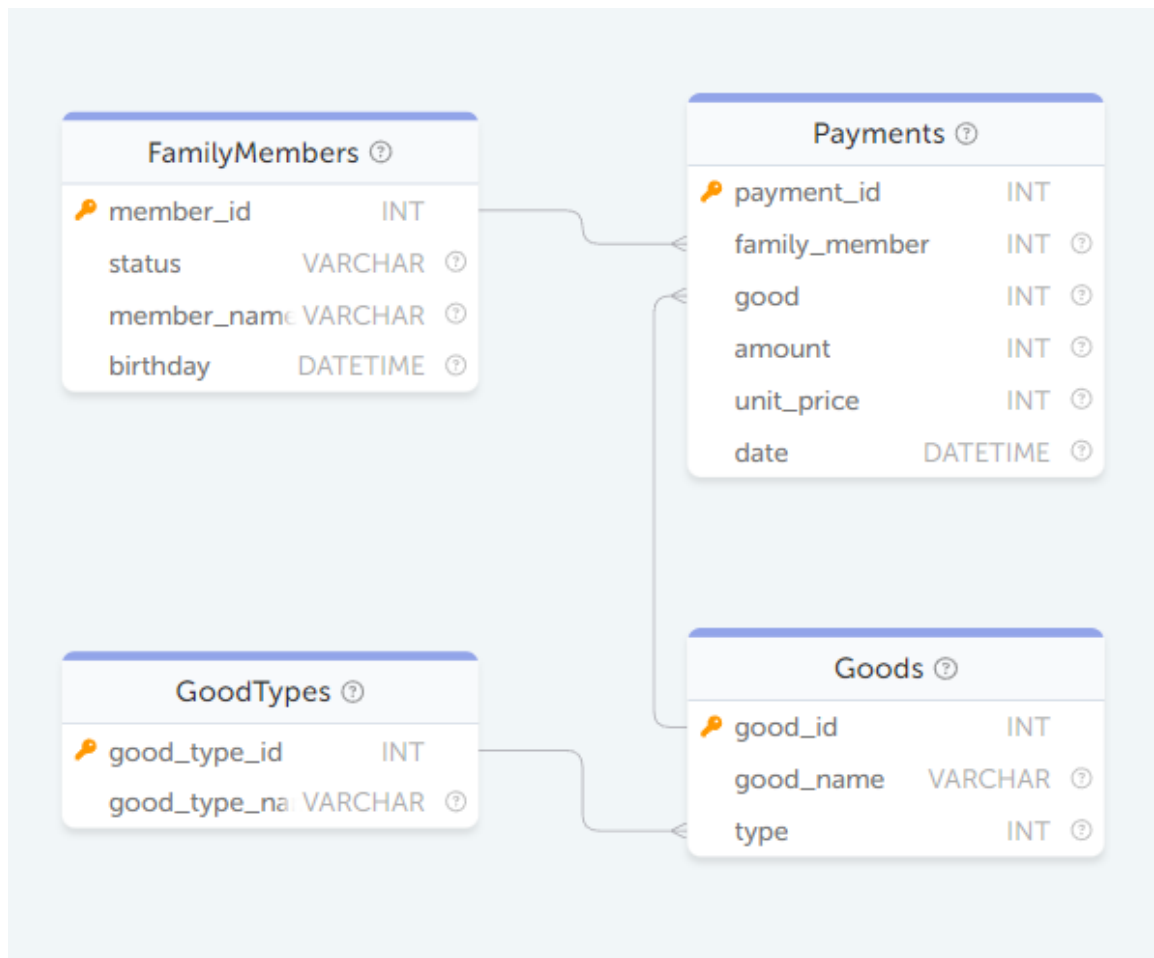 FamilyMembers ?
member_id INT
status VARCHAR ?
member_name VARCHAR ?
birthday DATETIME ?
Payments ?
payment_id INT
family_member INT ?
good INT ?
amount INT ?
unit_price INT ?
date DATETIME ?
GoodTypes ?
good_type_id INT
good_type_na VARCHAR ?
Goods ?
good_id INT
good_name VARCHAR ?
type INT ?